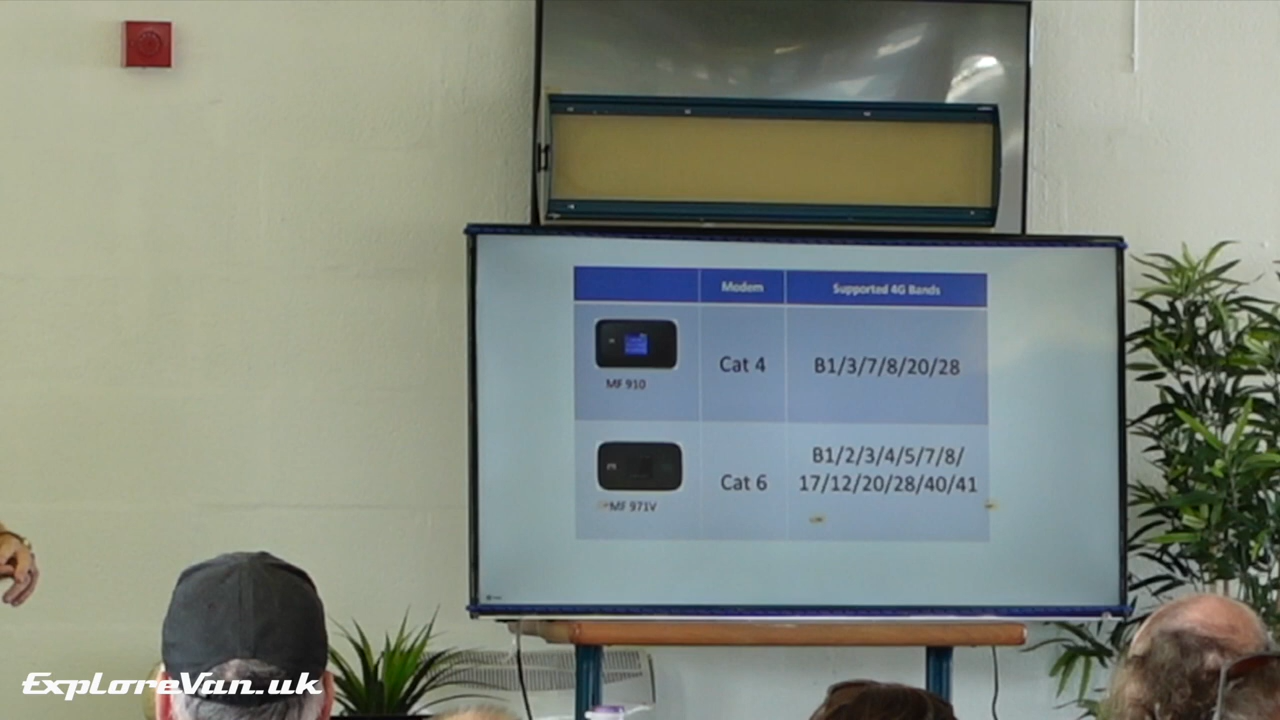 Modem
Supported 4G Bands
MF 910
Cat 4
B1/3/7/8/20/28
MF 971V
Cat 6
B1/2/3/4/5/7/8/
17/12/20/28/40/41
ExploreVan.uk